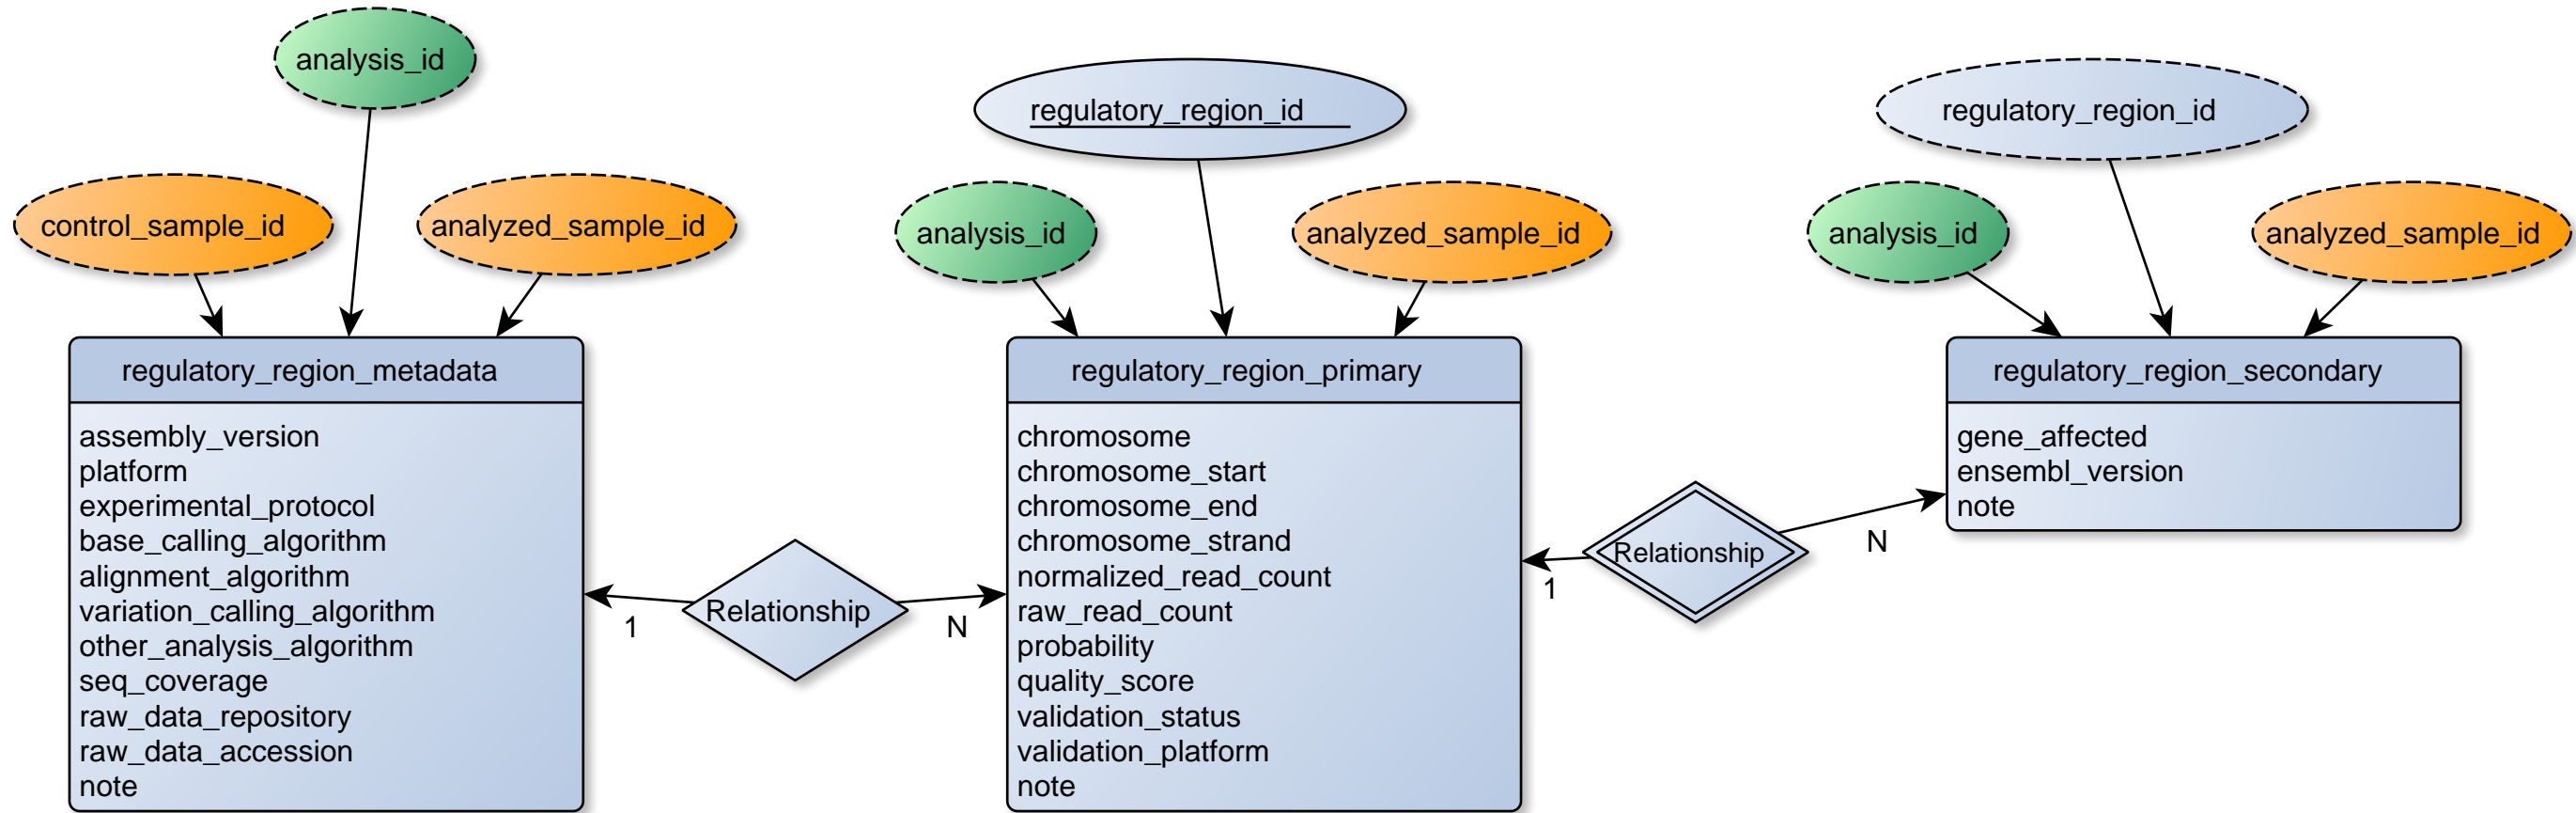 analysis_id
control_sample_id
analyzed_sample_id
regulatory_region_metadata
assembly_version
platform
experimental_protocol
base_calling_algorithm
alignment_algorithm
variation_calling_algorithm
other_analysis_algorithm
seq_coverage
raw_data_repository
raw_data_accession
note
1
Relationship
N
regulatory_region_id
analysis_id
analyzed_sample_id
regulatory_region_primary
chromosome
chromosome_start
chromosome_end
chromosome_strand
normalized_read_count
raw_read_count
probability
quality_score
validation_status
validation_platform
note
1
Relationship
N
regulatory_region_id
analysis_id
analyzed_sample_id
regulatory_region_secondary
gene_affected
ensembl_version
note